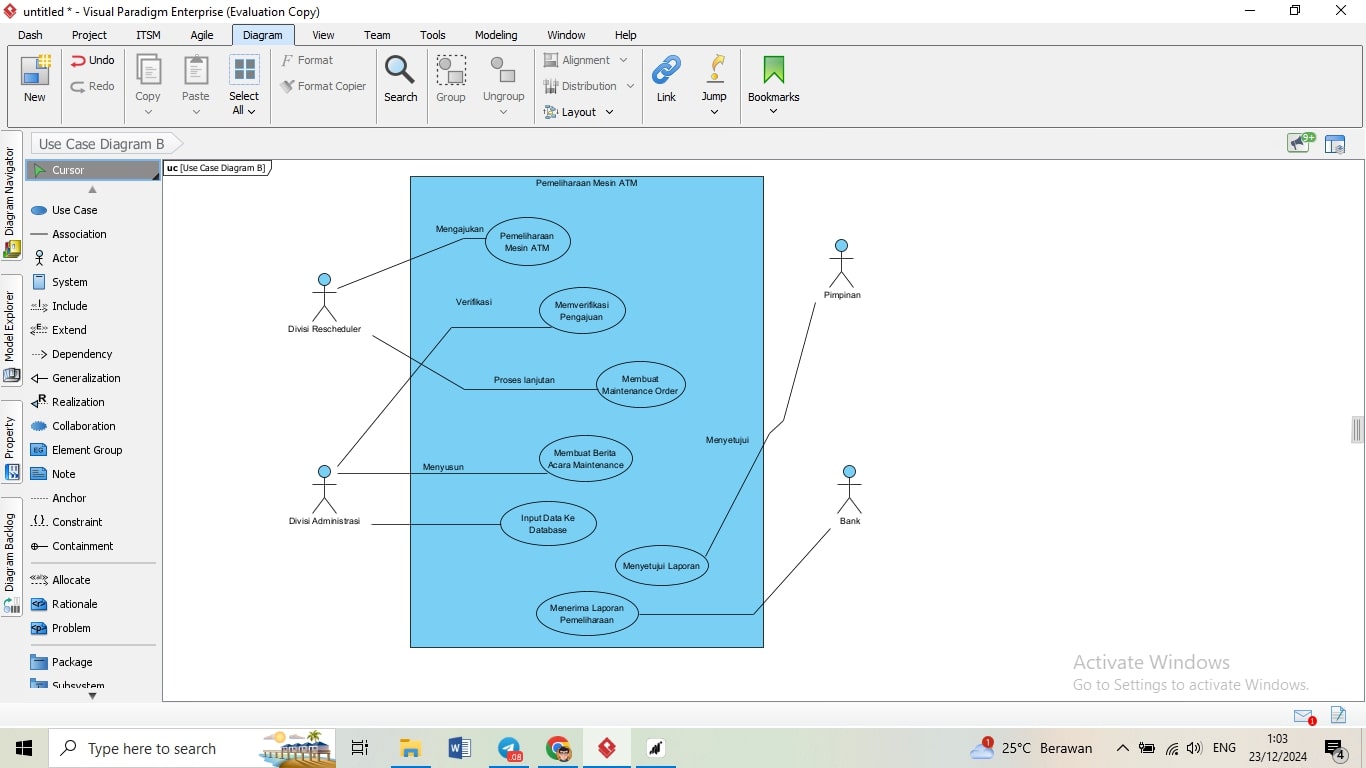 untitled * - Visual Paradigm Enterprise (Evaluation Copy)
Dash Project ITSM Agile Diagram View Team Tools Modeling Window Help
New
Undo
Redo
Copy
Paste
Select
All
Format
Format Copier
Search
Group
Ungroup
Alignment
Distribution
Layout
Link
Jump
Bookmarks
Use Case Diagram B
9+
Diagram Navigator
Model Explorer
Property
Diagram Backlog
Cursor
Use Case
Association
Actor
System
Include
Extend
Dependency
Generalization
Realization
Collaboration
Element Group
Note
Anchor
Constraint
Containment
Allocate
Rationale
Problem
Package
Subsystem
uc [Use Case Diagram B]
Pemeliharaan Mesin ATM
Mengajukan
Pemeliharaan
Mesin ATM
Pimpinan
Divisi Rescheduler
Verifikasi
Memverifikasi
Pengajuan
Proses lanjutan
Membuat
Maintenance Order
Menyetujui
Menyusun
Membuat Berita
Acara Maintenance
Divisi Administrasi
Input Data Ke
Database
Bank
Menyetujui Laporan
Menerima Laporan
Pemeliharaan
Activate Windows
Go to Settings to activate Windows.
1
Type here to search
.08
1
25°C Berawan
ENG
1:03
23/12/2024
4